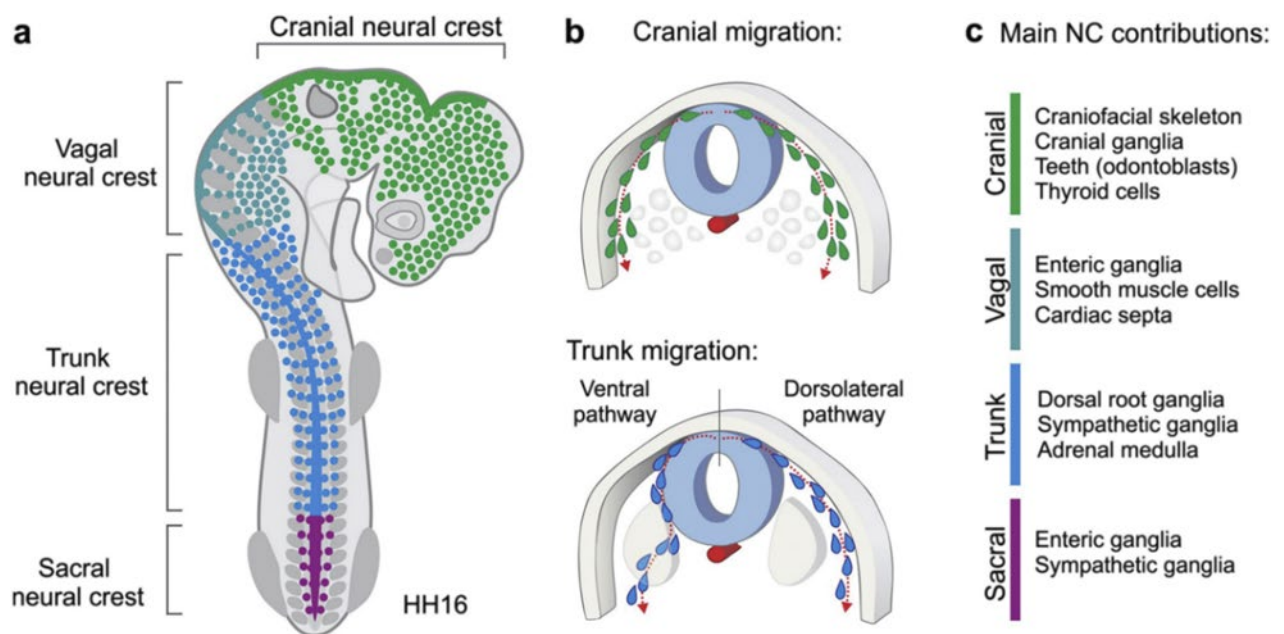 a
Cranial neural crest
Vagal
neural crest
Trunk
neural crest
Sacral
neural crest
HH16
b
Cranial migration:
Trunk migration:
Ventral
pathway
Dorsolateral
pathway
c Main NC contributions:
Cranial
Craniofacial skeleton
Cranial ganglia
Teeth (odontoblasts)
Thyroid cells
Vagal
Enteric ganglia
Smooth muscle cells
Cardiac septa
Trunk
Dorsal root ganglia
Sympathetic ganglia
Adrenal medulla
Sacral
Enteric ganglia
Sympathetic ganglia